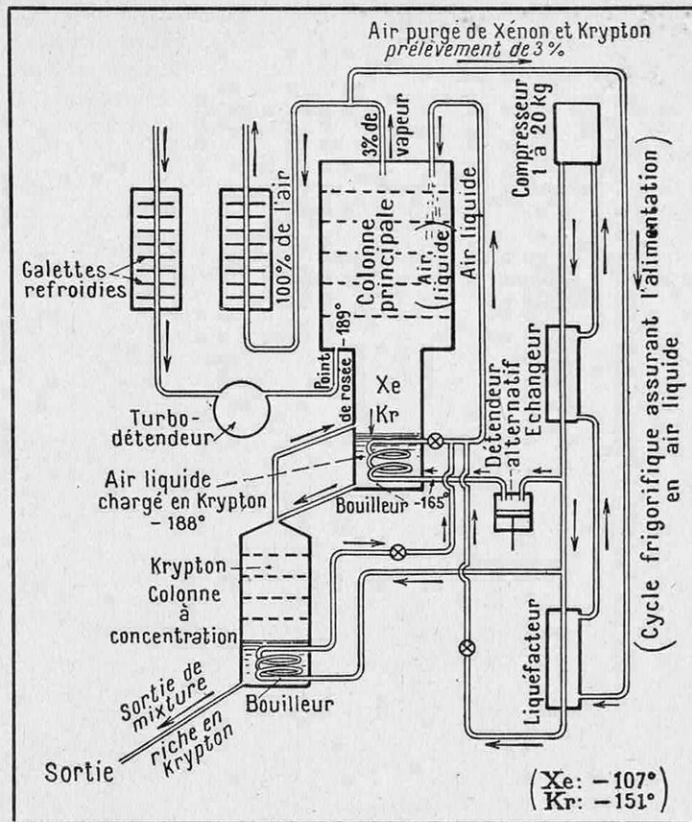 Air purgé de Xénon et Krypton
prélèvement de 3%
3% de
vapeur
Compresseur
1 à 20 kg
Galettes
refroidies
100% de l'air
Colonne
principale
(Air
liquide)
Air liquide
Point
de rosée -189°
Turbo-
détendeur
Xe
Kr
Détendeur
alternatif
Echangeur
(Cycle frigorifique assurant l'alimentation)
en air liquide
Air liquide
chargé en Krypton
- 188°
Bouilleur
-165°
Krypton
Colonne
à
concentration
Bouilleur
Liquéfacteur
Sortie de
mixture
riche en
Krypton
Sortie
(Xe: -107°
Kr: -151°)